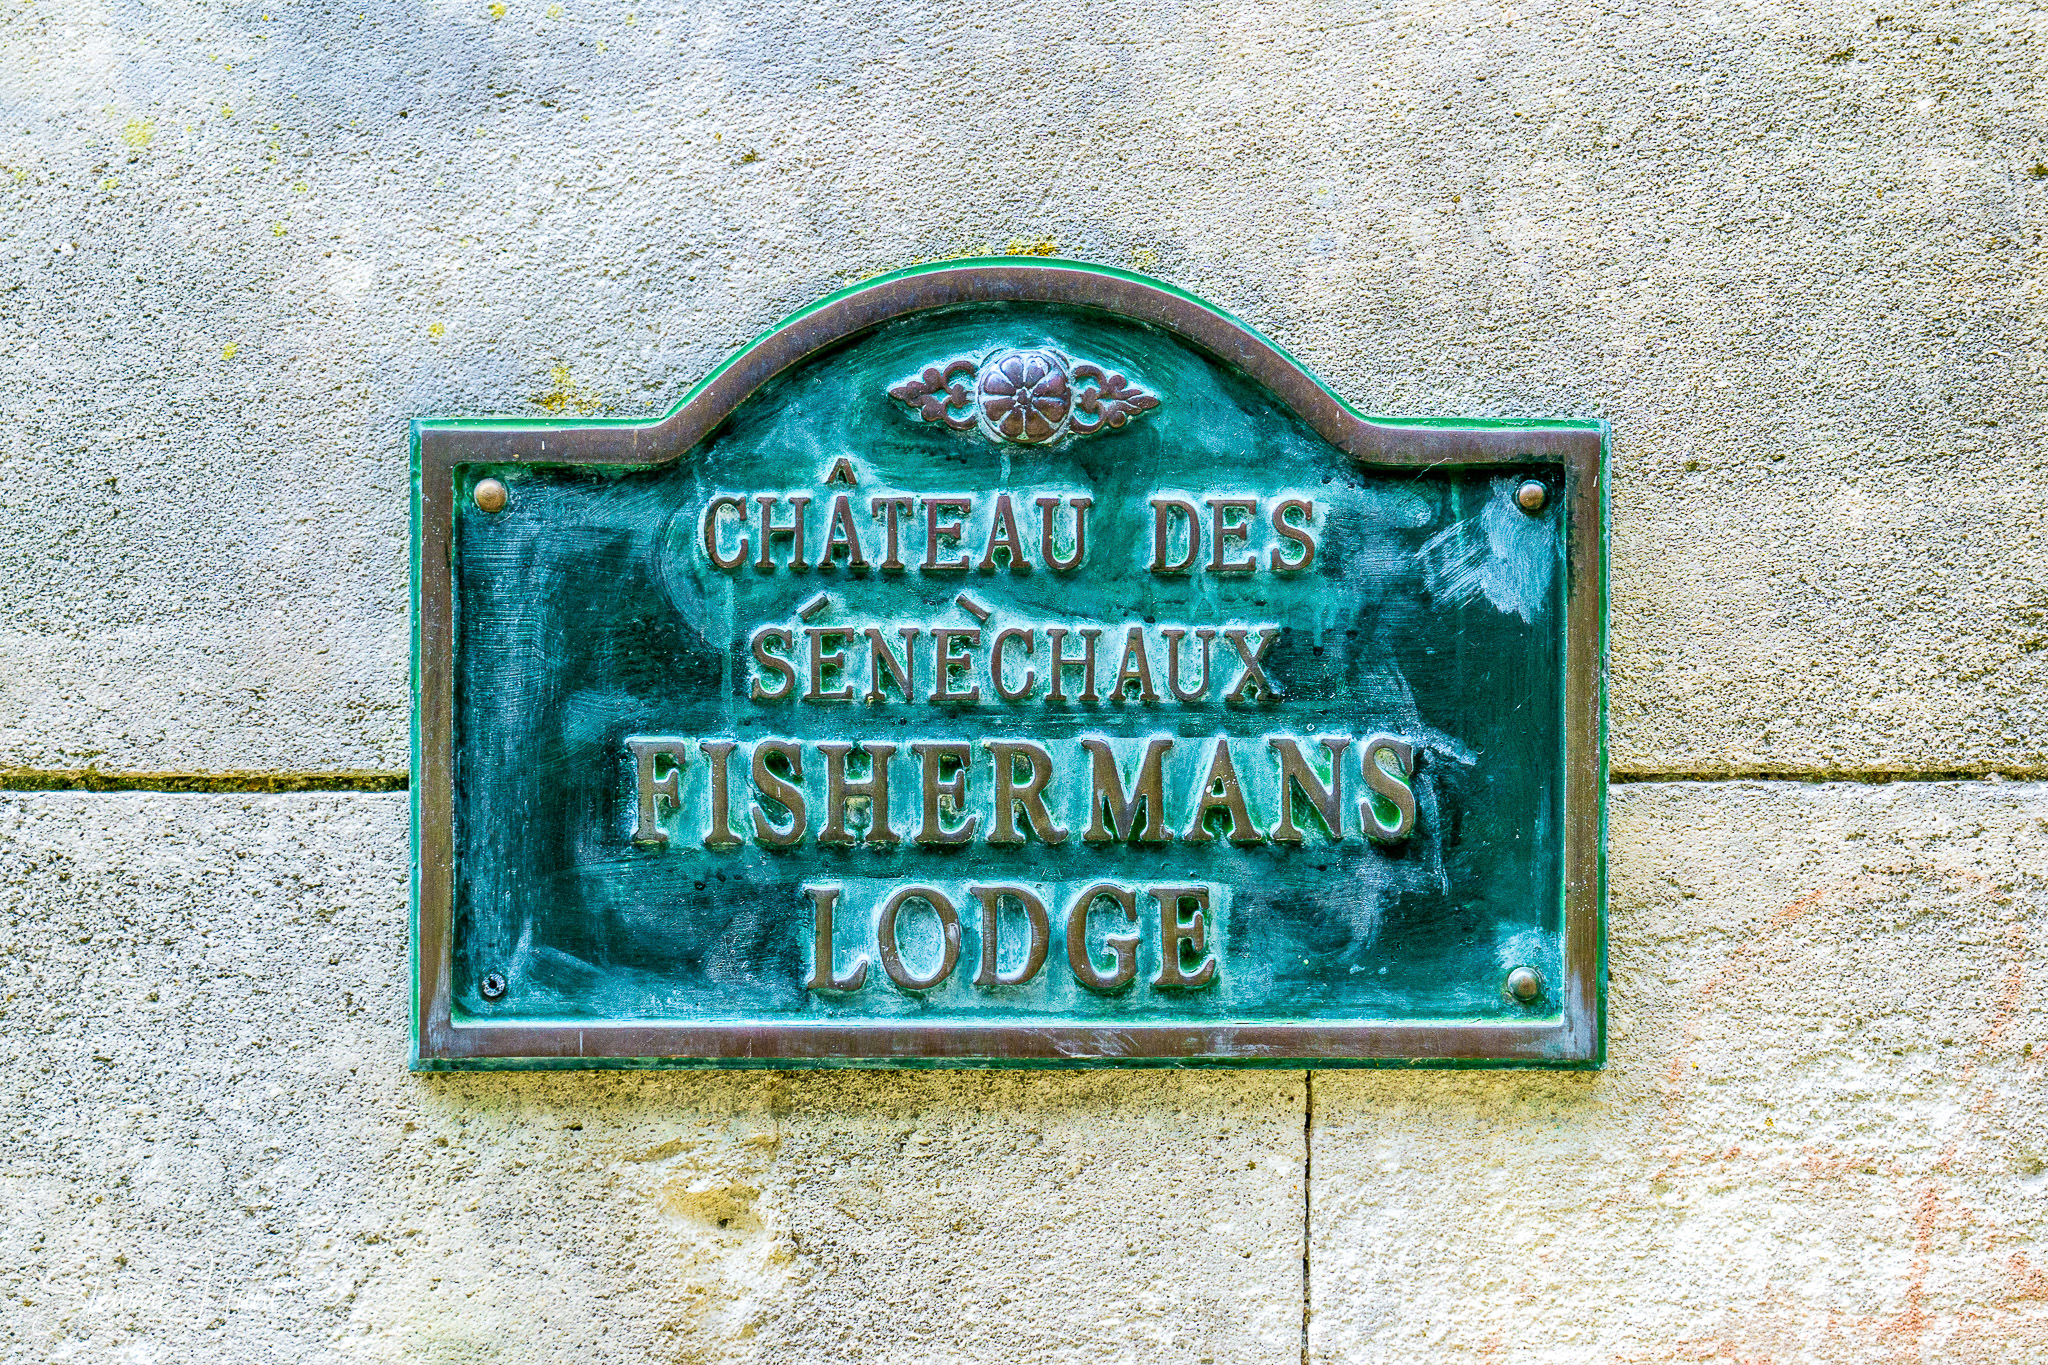 CHÂTEAU DES
SÉNÈCHAUX
FISHERMANS
LODGE